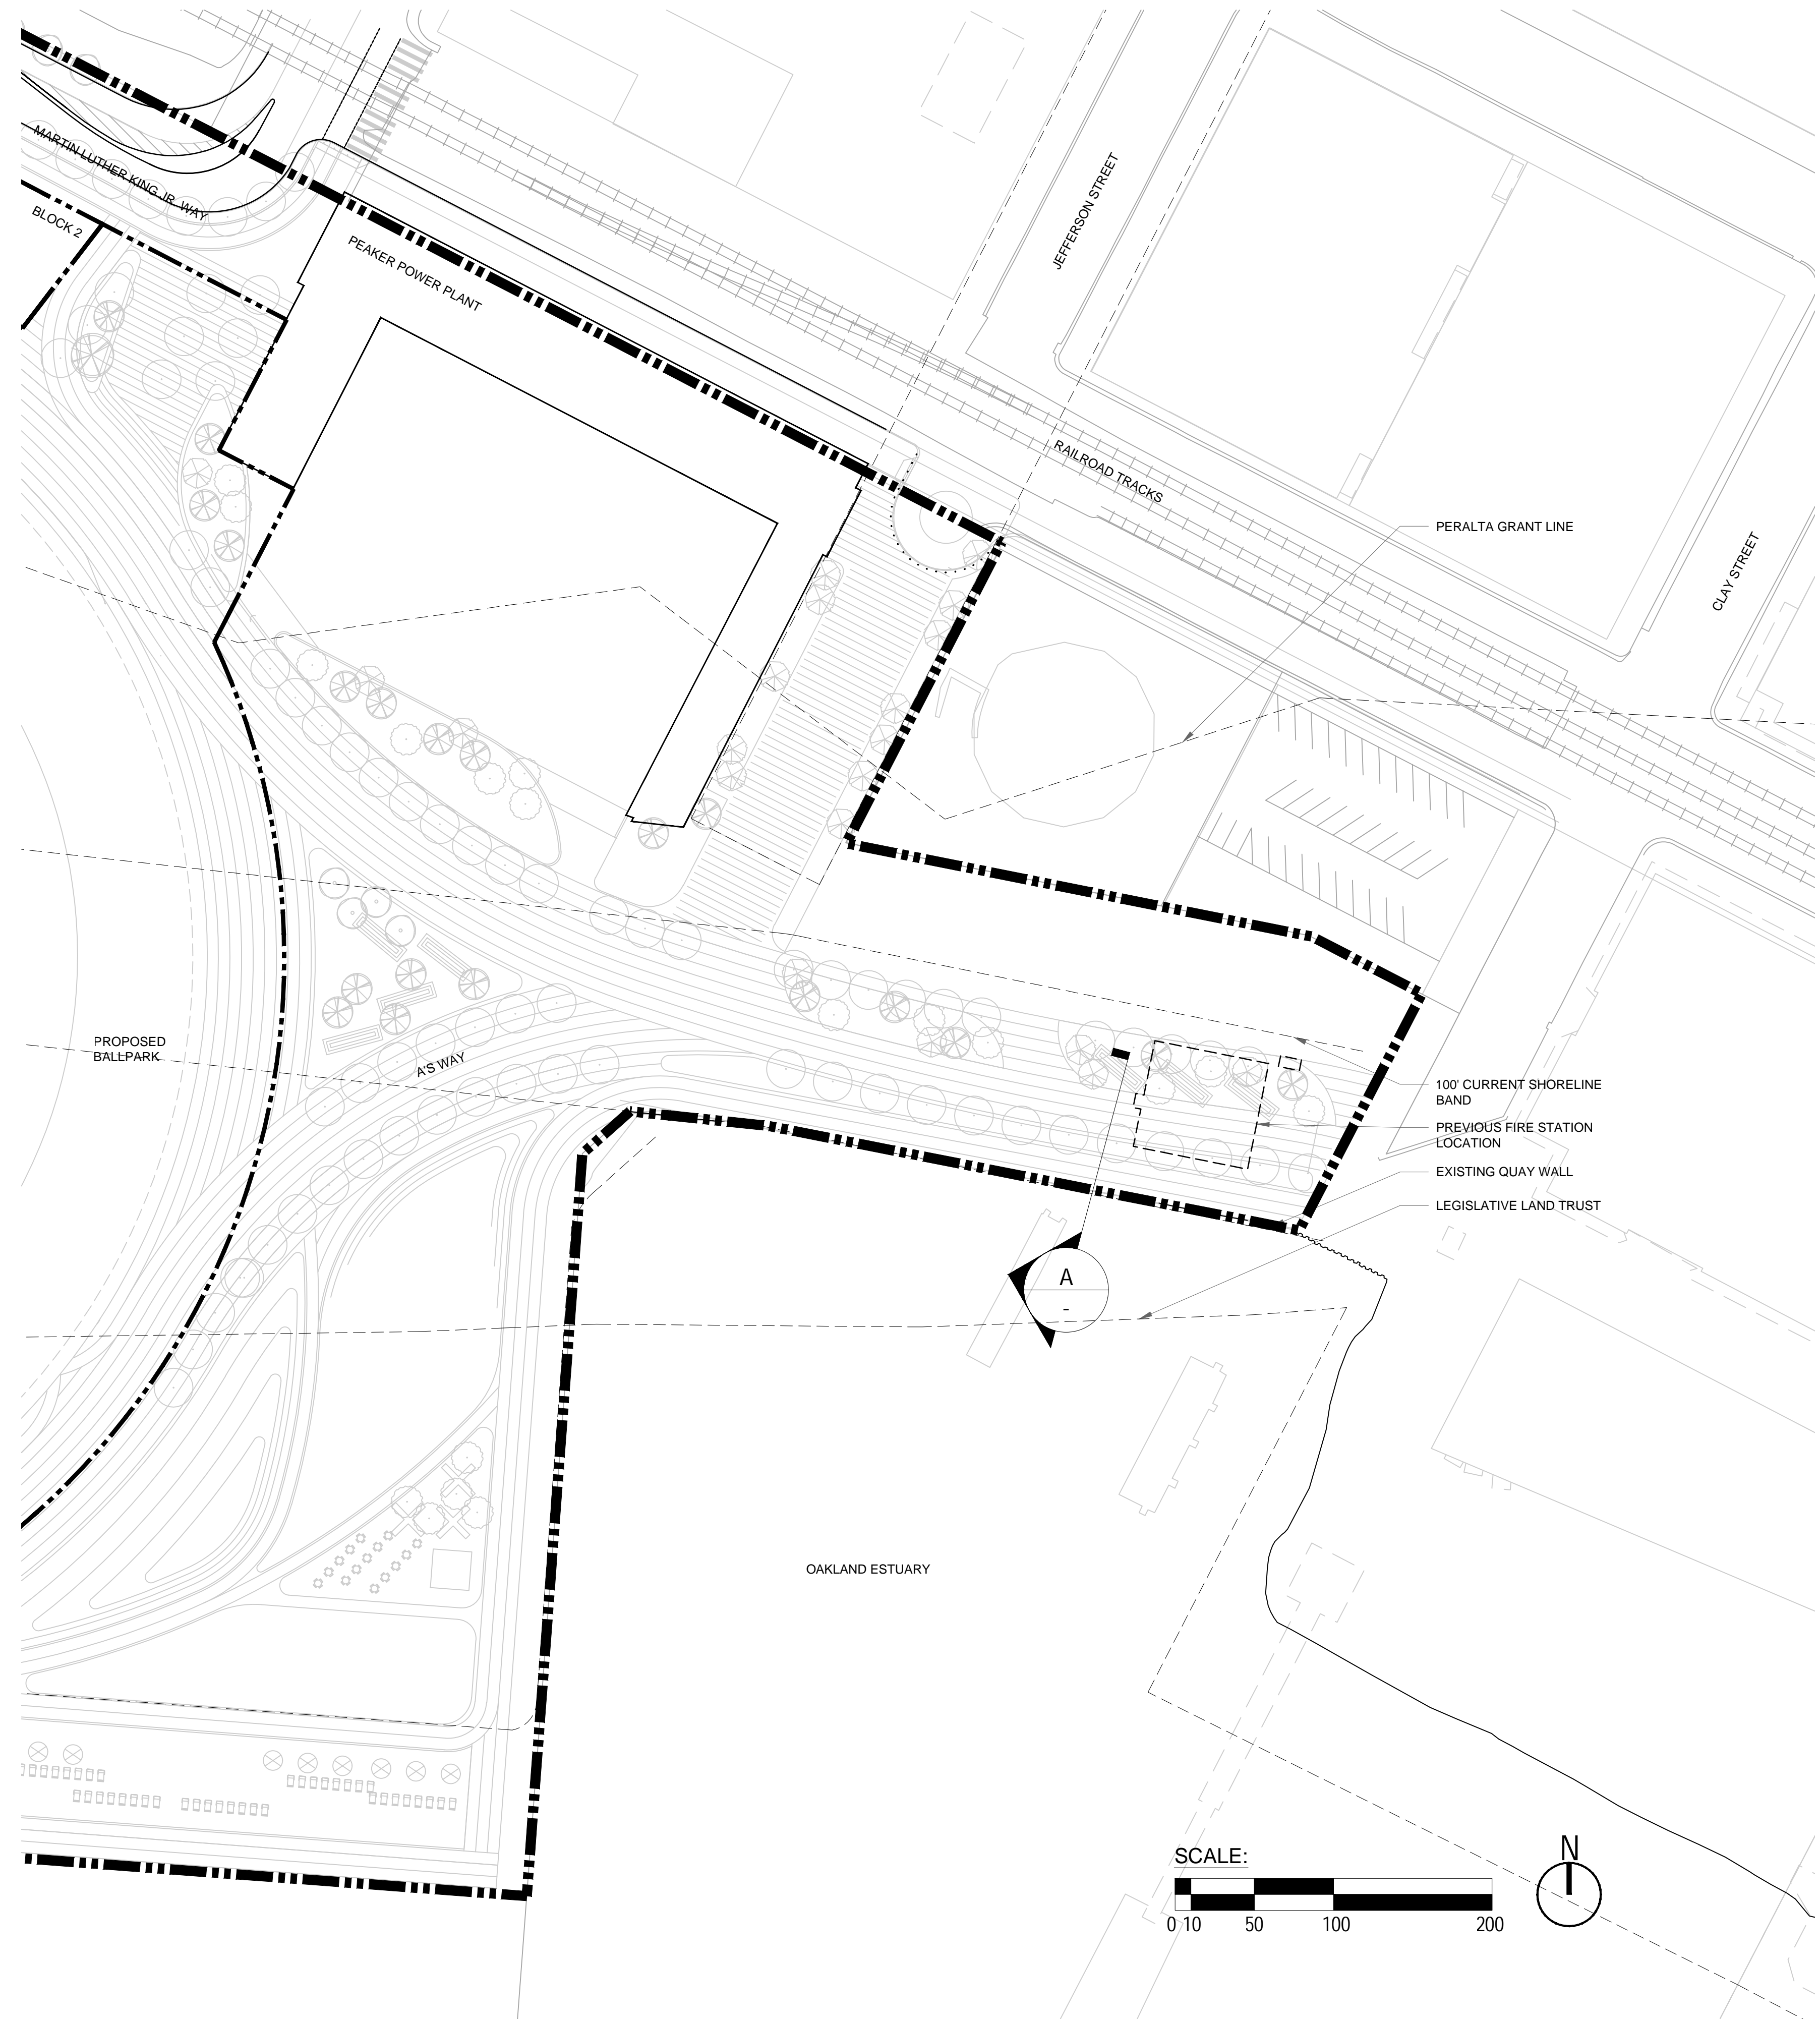 MARTIN LUTHER KING JR. WAY
BLOCK 2
PEAKER POWER PLANT
JEFFERSON STREET
RAILROAD TRACKS
PERALTA GRANT LINE
CLAY STREET
PROPOSED
BALLPARK
A'S WAY
100' CURRENT SHORELINE
BAND
PREVIOUS FIRE STATION
LOCATION
EXISTING QUAY WALL
LEGISLATIVE LAND TRUST
A
-
OAKLAND ESTUARY
SCALE:
0 10 50 100 200
N